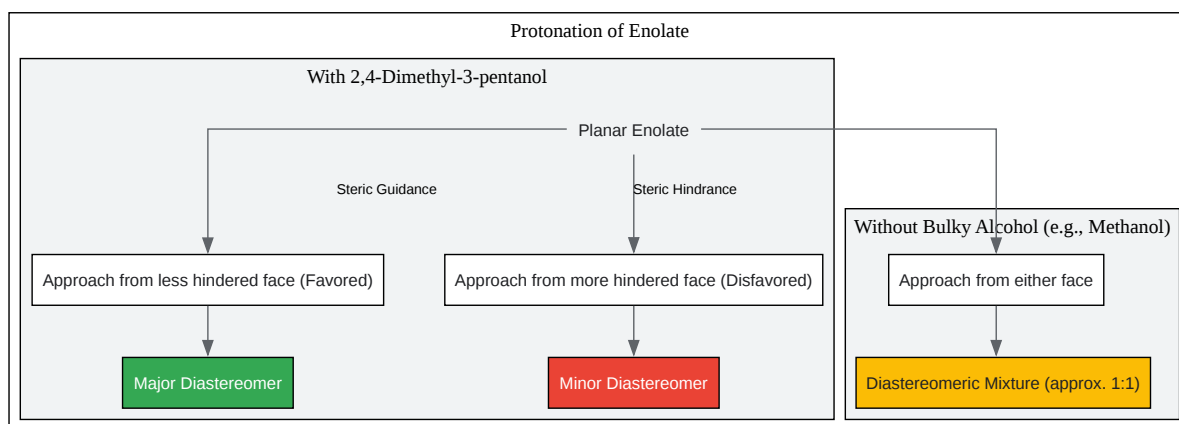 Protonation of Enolate
With 2,4-Dimethyl-3-pentanol
Planar Enolate
Steric Guidance
Steric Hindrance
Without Bulky Alcohol (e.g., Methanol)
Approach from less hindered face (Favored)
Approach from more hindered face (Disfavored)
Approach from either face
Major Diastereomer
Minor Diastereomer
Diastereomeric Mixture (approx. 1:1)